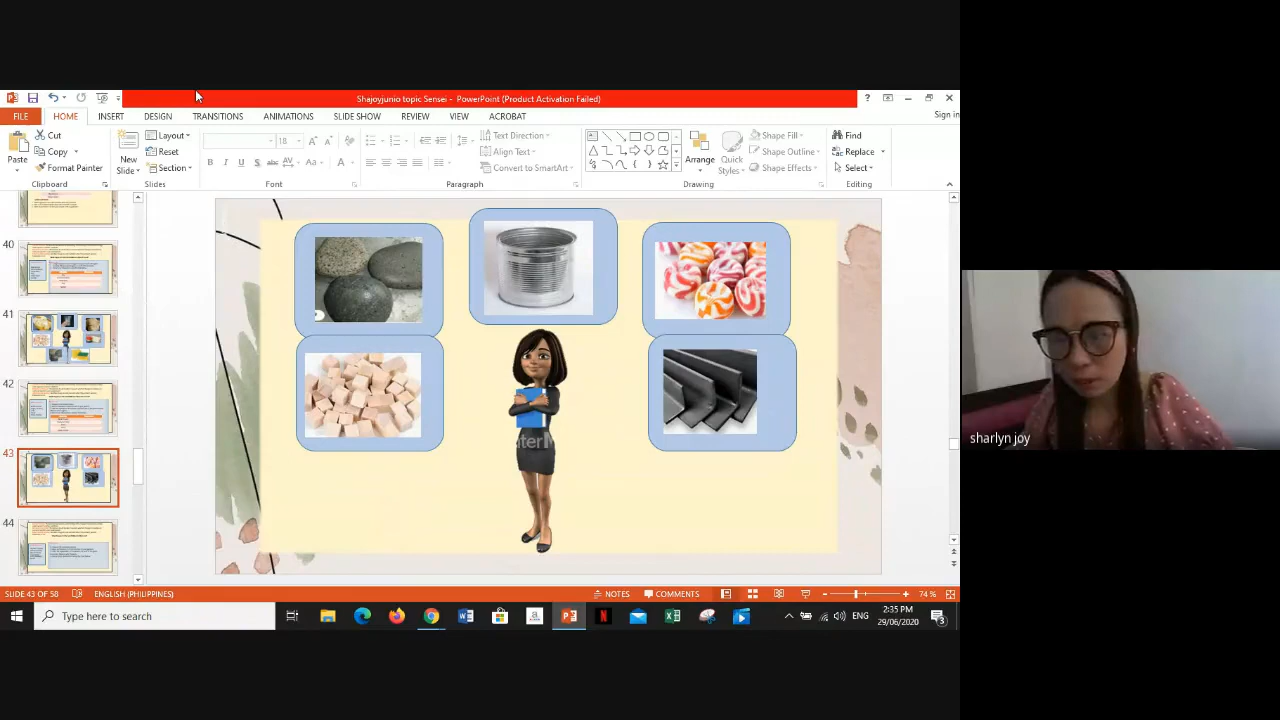 Shajoyjunio topic Sensei - PowerPoint (Product Activation Failed)
Sign in
FILE HOME INSERT DESIGN TRANSITIONS ANIMATIONS SLIDE SHOW REVIEW VIEW ACROBAT
Paste
Cut
Copy
Format Painter
Clipboard
New
Slide
Layout
Reset
Section
Slides
18
Font
Text Direction
Align Text
Convert to SmartArt
Paragraph
Arrange
Quick
Styles
Shape Fill
Shape Outline
Shape Effects
Drawing
Find
Replace
Select
Editing
40
41
42
43
44
sharlyn joy
SLIDE 43 OF 58 ENGLISH (PHILIPPINES) NOTES COMMENTS 74 %
Type here to search
ENG
2:35 PM
29/06/2020
3